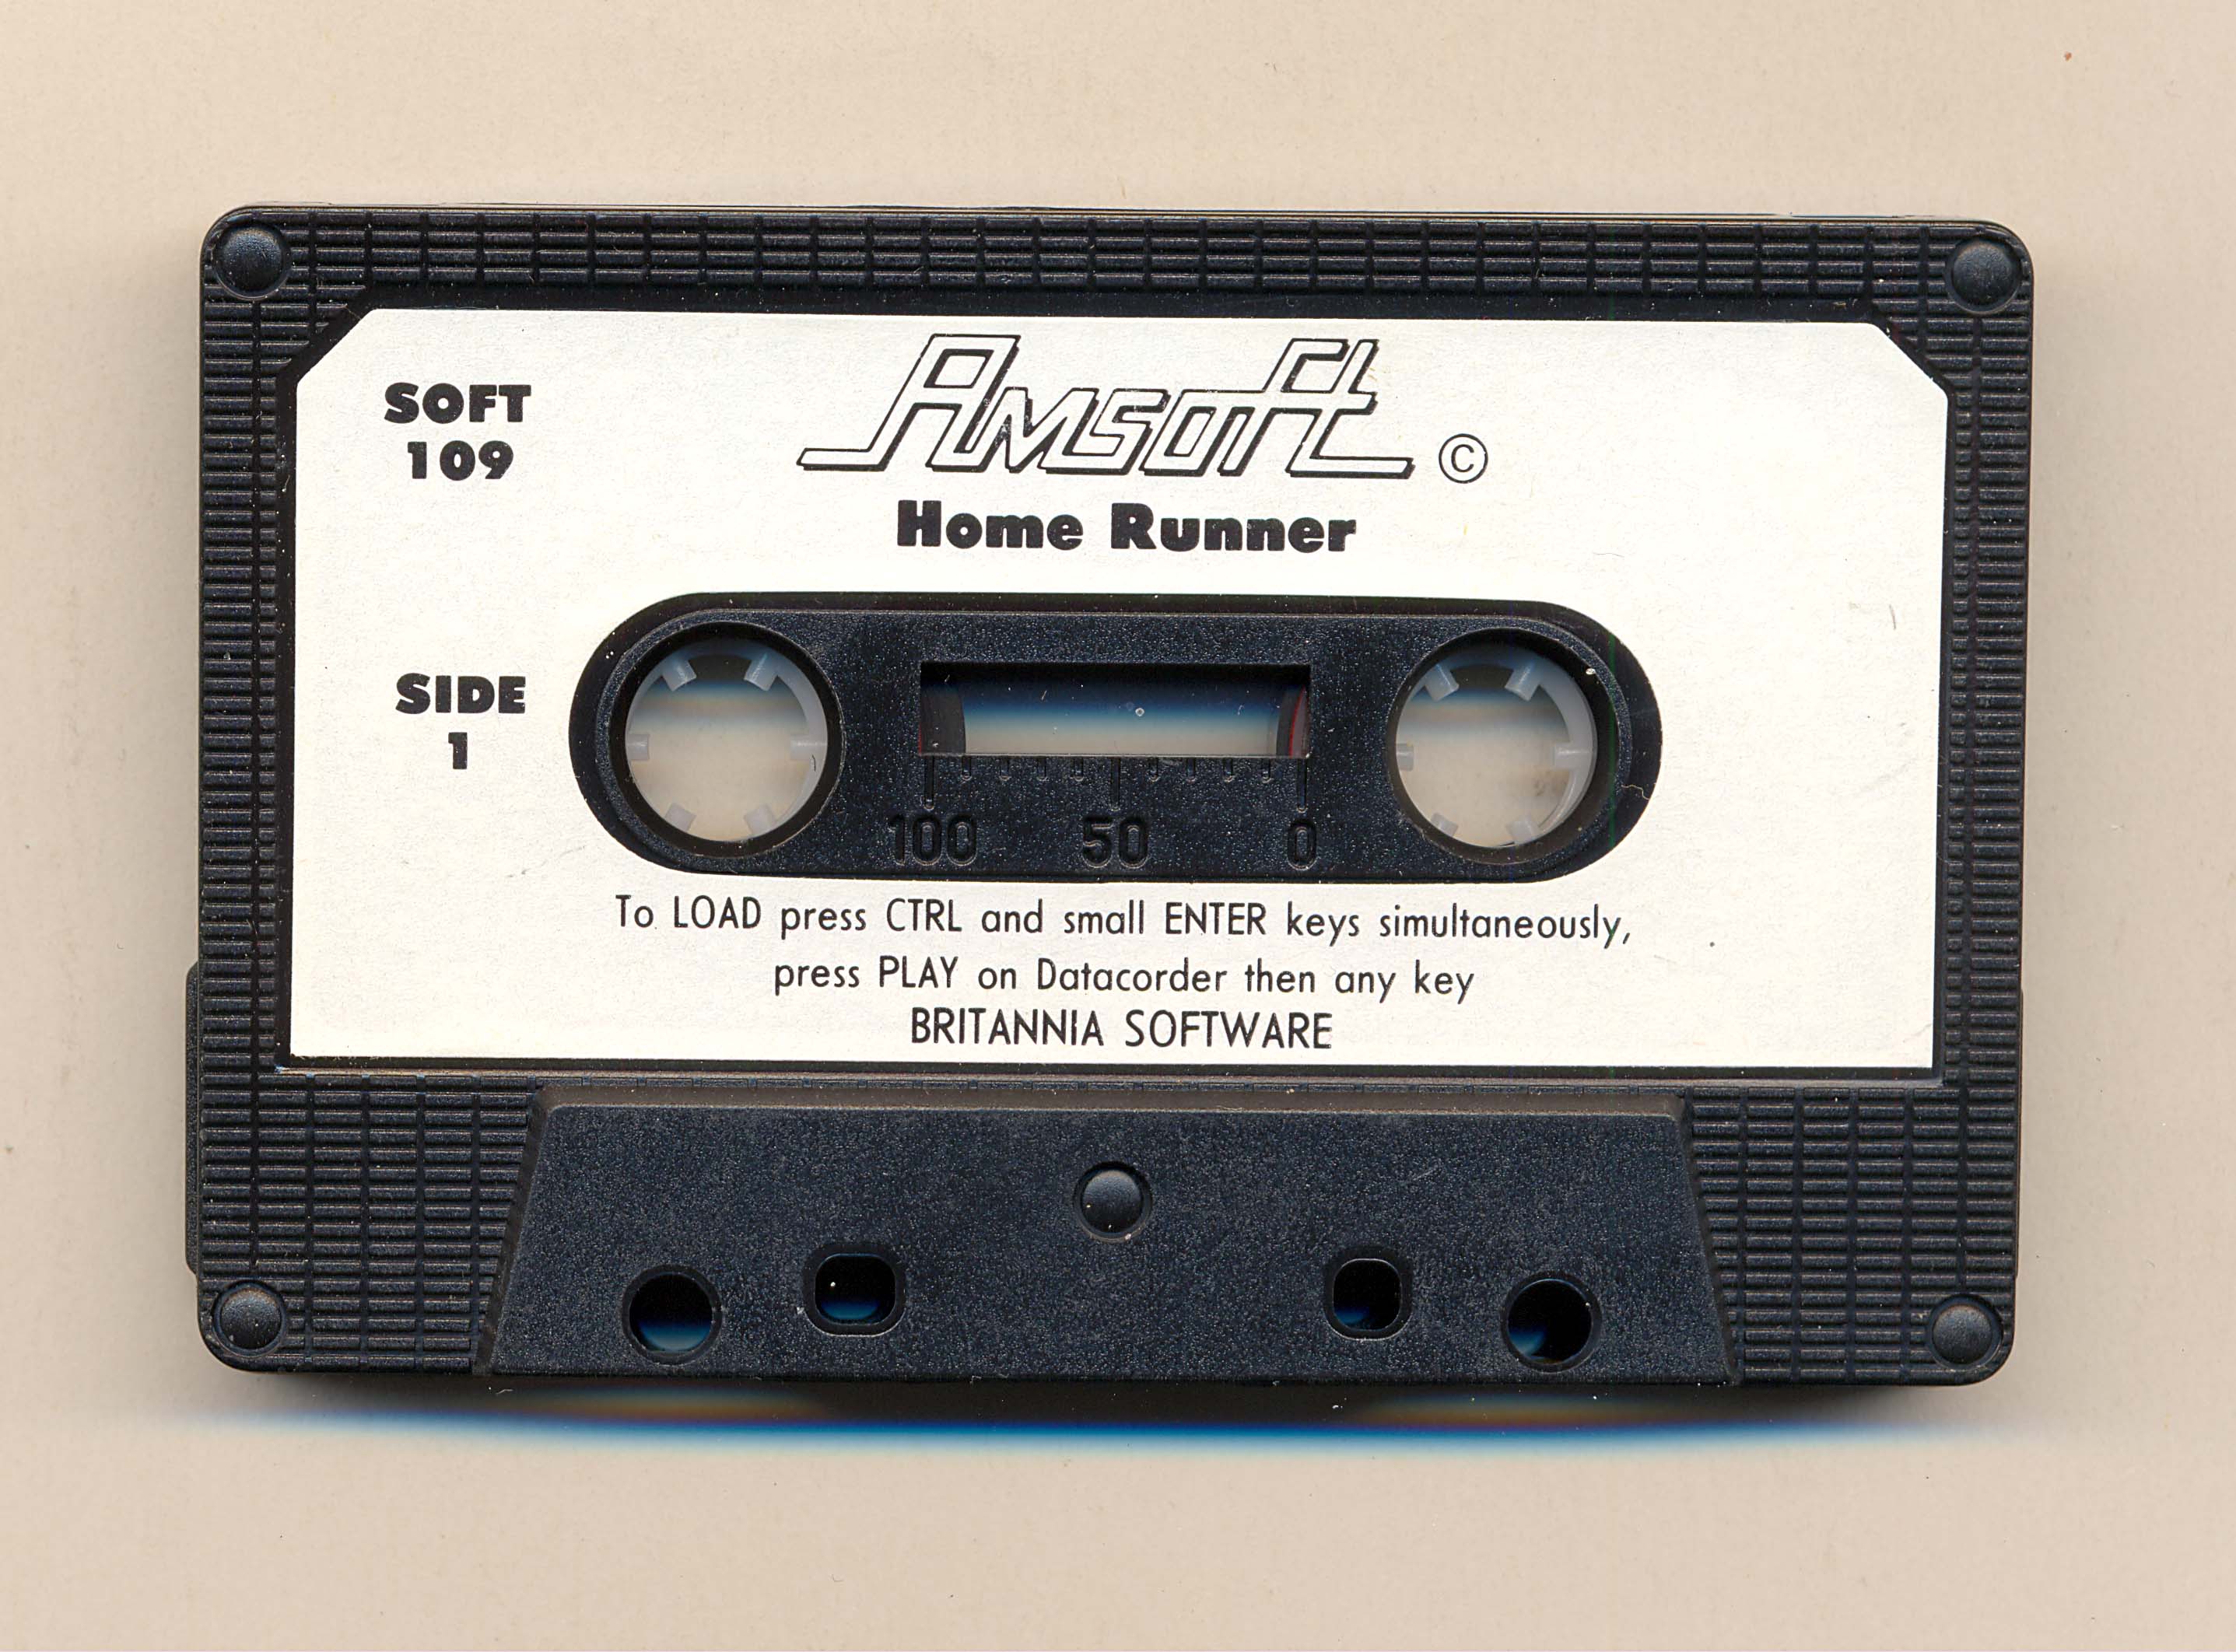 SOFT
109
Amsoft ©
Home Runner
SIDE
1
100 50 0
To LOAD press CTRL and small ENTER keys simultaneously,
press PLAY on Datacorder then any key
BRITANNIA SOFTWARE